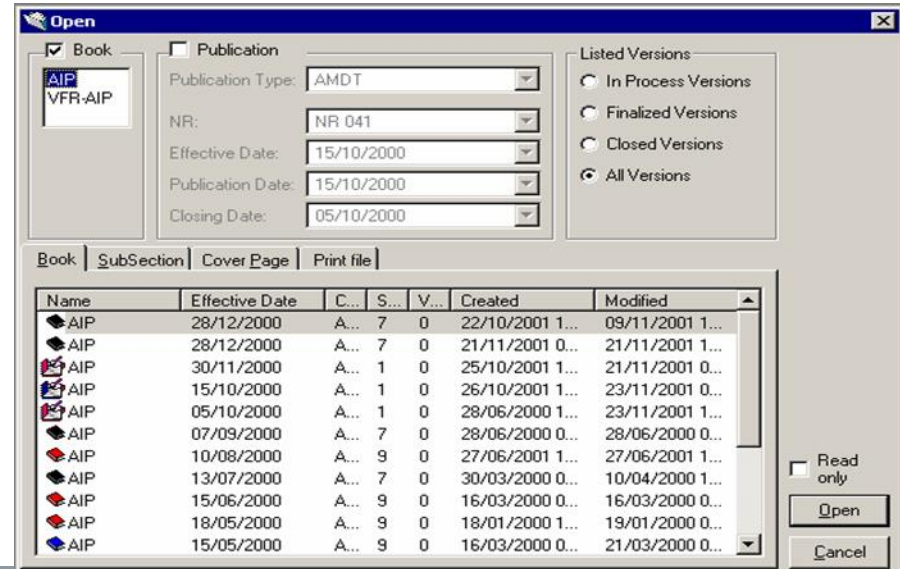 Open
Book
AIP
VFR-AIP
Publication
Publication Type: AMDT
NR: NR 041
Effective Date: 15/10/2000
Publication Date: 15/10/2000
Closing Date: 05/10/2000
Listed Versions
In Process Versions
Finalized Versions
Closed Versions
All Versions
Book SubSection Cover Page Print file
Name Effective Date C... S... V... Created Modified
AIP 28/12/2000 A... 7 0 22/10/2001 1... 09/11/2001 1...
AIP 28/12/2000 A... 7 0 21/11/2001 0... 21/11/2001 1...
AIP 30/11/2000 A... 1 0 25/10/2001 1... 21/11/2001 0...
AIP 15/10/2000 A... 1 0 26/10/2001 1... 23/11/2001 0...
AIP 05/10/2000 A... 1 0 28/06/2000 1... 23/11/2001 1...
AIP 07/09/2000 A... 7 0 28/06/2000 0... 28/06/2000 0...
AIP 10/08/2000 A... 9 0 27/06/2001 1... 27/06/2001 1...
AIP 13/07/2000 A... 7 0 30/03/2000 0... 10/04/2000 1...
AIP 15/06/2000 A... 9 0 16/03/2000 0... 16/03/2000 0...
AIP 18/05/2000 A... 9 0 18/01/2000 1... 19/01/2000 0...
AIP 15/05/2000 A... 9 0 16/03/2000 0... 21/03/2000 0...
Read
only
Open
Cancel